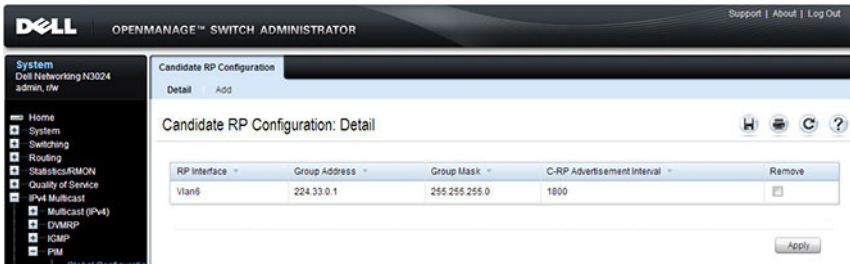 Support | About | Log Out
DELL OPENMANAGE™ SWITCH ADMINISTRATOR
System
Dell Networking N3024
admin, r/w
Home
System
Switching
Routing
Statistics/RMON
Quality of Service
IPv4 Multicast
Multicast (IPv4)
DVMRP
IGMP
PIM
Candidate RP Configuration
Detail Add
Candidate RP Configuration: Detail
RP Interface Group Address Group Mask C-RP Advertisement Interval Remove
Vlan6 224.33.0.1 255.255.255.0 1800
Apply